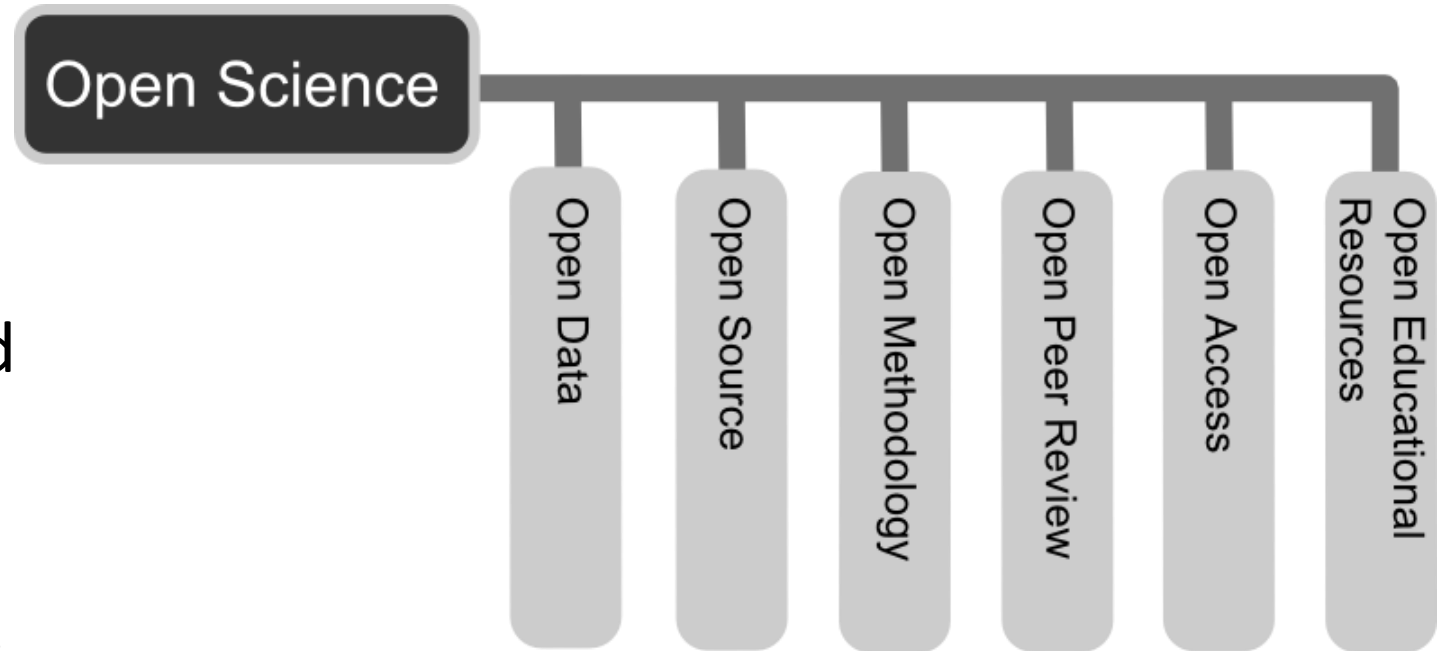 Open Science
d
Open Data
Open Source
Open Methodology
Open Peer Review
Open Access
Open Educational
Resources